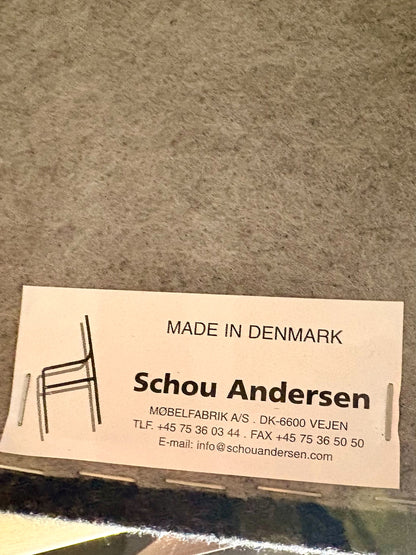 MADE IN DENMARK
Schou Andersen
MØBELFABRIK A/S . DK-6600 VEJEN
TLF. +45 75 36 03 44 . FAX +45 75 36 50 50
E-mail: info@schouandersen.com